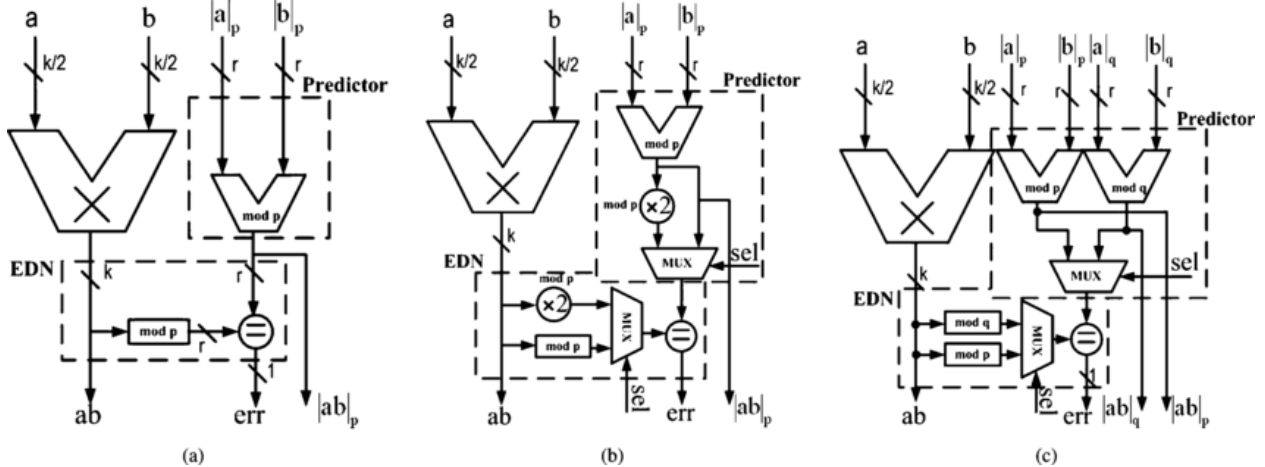 a b |a|p |b|p
k/2 k/2 r r
Predictor
mod p
EDN
k r
mod p r
1
ab err |ab|p
(a)
a b |a|p |b|p
k/2 k/2 r r
Predictor
mod p
mod p ×2
k
MUX sel
EDN
mod p
×2
MUX
mod p
sel
ab err |ab|p
(b)
a b |a|p |b|p |a|q |b|q
k/2 k/2 r r r r
Predictor
mod p mod q
k
MUX sel
EDN
mod q
MUX
mod p
1
sel
ab err |ab|q |ab|p
(c)